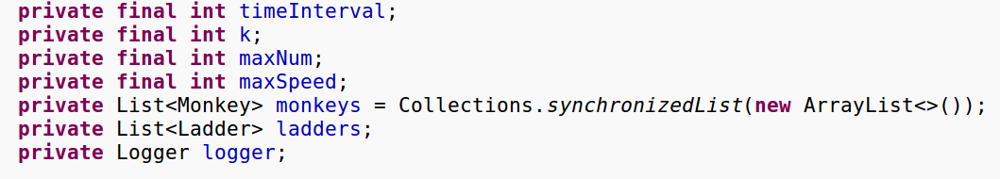 private final int timeInterval;
private final int k;
private final int maxNum;
private final int maxSpeed;
private List<Monkey> monkeys = Collections.synchronizedList(new ArrayList<>());
private List<Ladder> ladders;
private Logger logger;